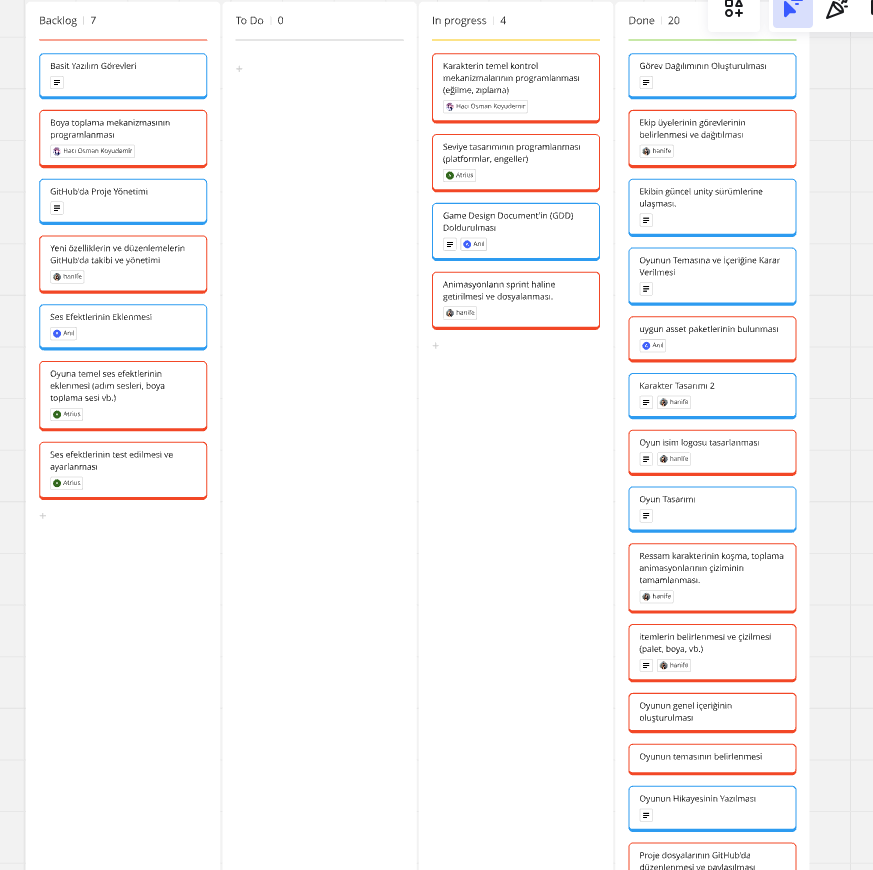 Backlog | 7
Basit Yazılım Görevleri
Boya toplama mekanizmasının
programlanması
Hacı Osman Koyudemir
GitHub'da Proje Yönetimi
Yeni özelliklerin ve düzenlemelerin
GitHub'da takibi ve yönetimi
hanife
Ses Efektlerinin Eklenmesi
Anıl
Oyuna temel ses efektlerinin
eklenmesi (adım sesleri, boya
toplama sesi vb.)
Atrius
Ses efektlerinin test edilmesi ve
ayarlanması
Atrius
+
To Do | 0
+
In progress | 4
Karakterin temel kontrol
mekanizmalarının programlanması
(eğilme, zıplama)
Hacı Osman Koyudemir
Seviye tasarımının programlanması
(platformlar, engeller)
Atrius
Game Design Document'in (GDD)
Doldurulması
Anıl
Animasyonların sprint haline
getirilmesi ve dosyalanması.
hanife
+
Done | 20
Görev Dağılımının Oluşturulması
Ekip üyelerinin görevlerinin
belirlenmesi ve dağıtılması
hanife
Ekibin güncel unity sürümlerine
ulaşması.
Oyunun Temasına ve İçeriğine Karar
Verilmesi
uygun asset paketlerinin bulunması
Anıl
Karakter Tasarımı 2
hanife
Oyun isim logosu tasarlanması
hanife
Oyun Tasarımı
Ressam karakterinin koşma, toplama
animasyonlarının çiziminin
tamamlanması.
hanife
itemlerin belirlenmesi ve çizilmesi
(palet, boya, vb.)
hanife
Oyunun genel içeriğinin
oluşturulması
Oyunun temasının belirlenmesi
Oyunun Hikayesinin Yazılması
Proje dosyalarının GitHub'da
düzenlenmesi ve paylaşılması